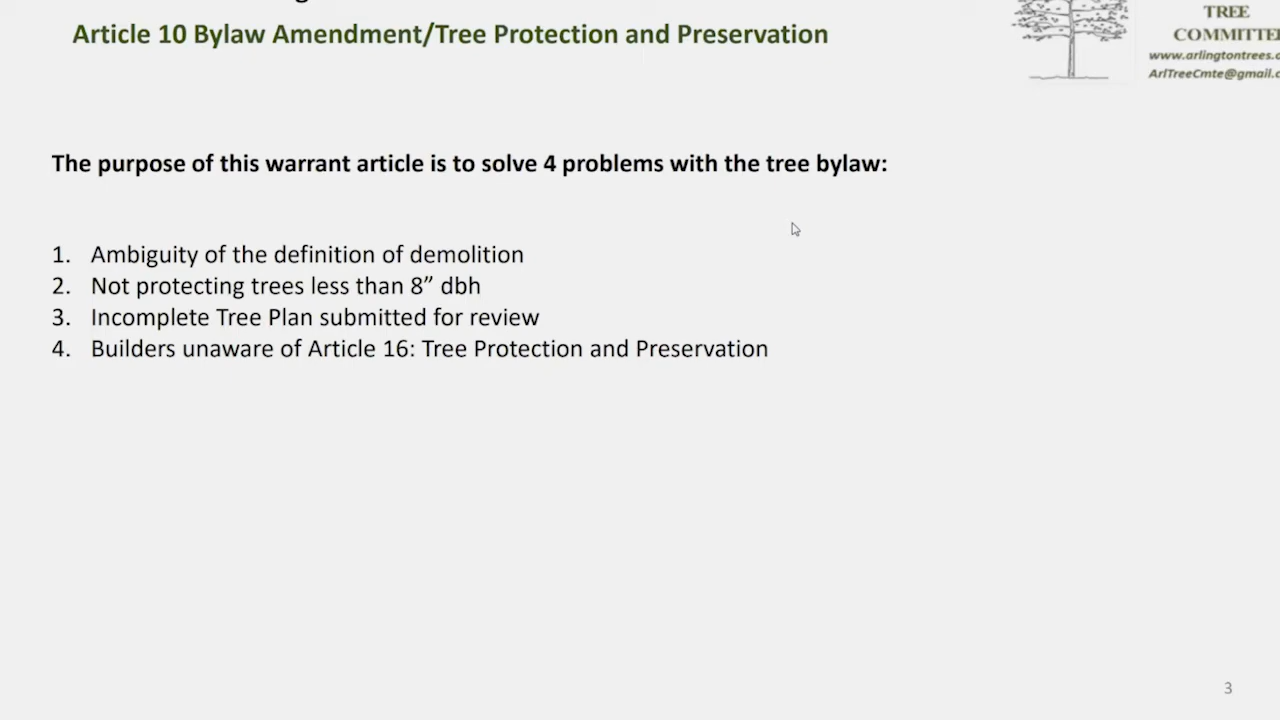 Article 10 Bylaw Amendment/Tree Protection and Preservation
TREE
COMMITTEE
www.arlingtontrees.
ArlTreeCmte@gmail.
The purpose of this warrant article is to solve 4 problems with the tree bylaw:
1. Ambiguity of the definition of demolition
2. Not protecting trees less than 8” dbh
3. Incomplete Tree Plan submitted for review
4. Builders unaware of Article 16: Tree Protection and Preservation
3